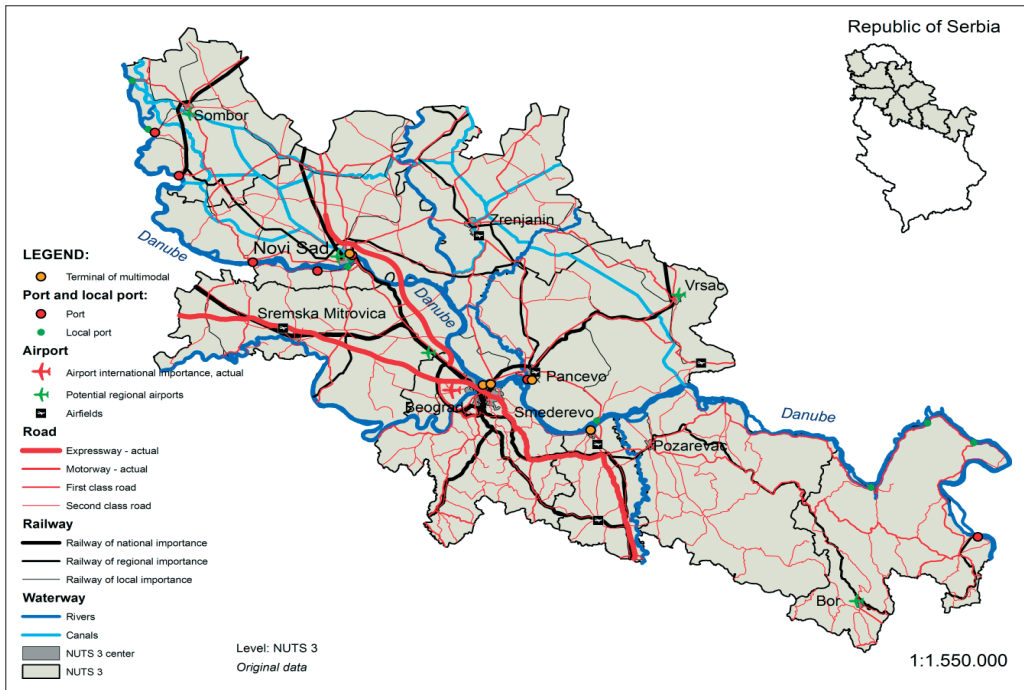 Republic of Serbia
Sombor
Zrenjanin
Danube
Novi Sad
Vrsac
Danube
Sremska Mitrovica
Pancevo
Beograd
Smederevo
Danube
Pozarevac
Bor
LEGEND:
Terminal of multimodal
Port and local port:
Port
Local port
Airport
Airport international importance, actual
Potential regional airports
Airfields
Road
Expressway - actual
Motorway - actual
First class road
Second class road
Railway
Railway of national importance
Railway of regional importance
Railway of local importance
Waterway
Rivers
Canals
NUTS 3 center
NUTS 3
Level: NUTS 3
Original data
1:1.550.000